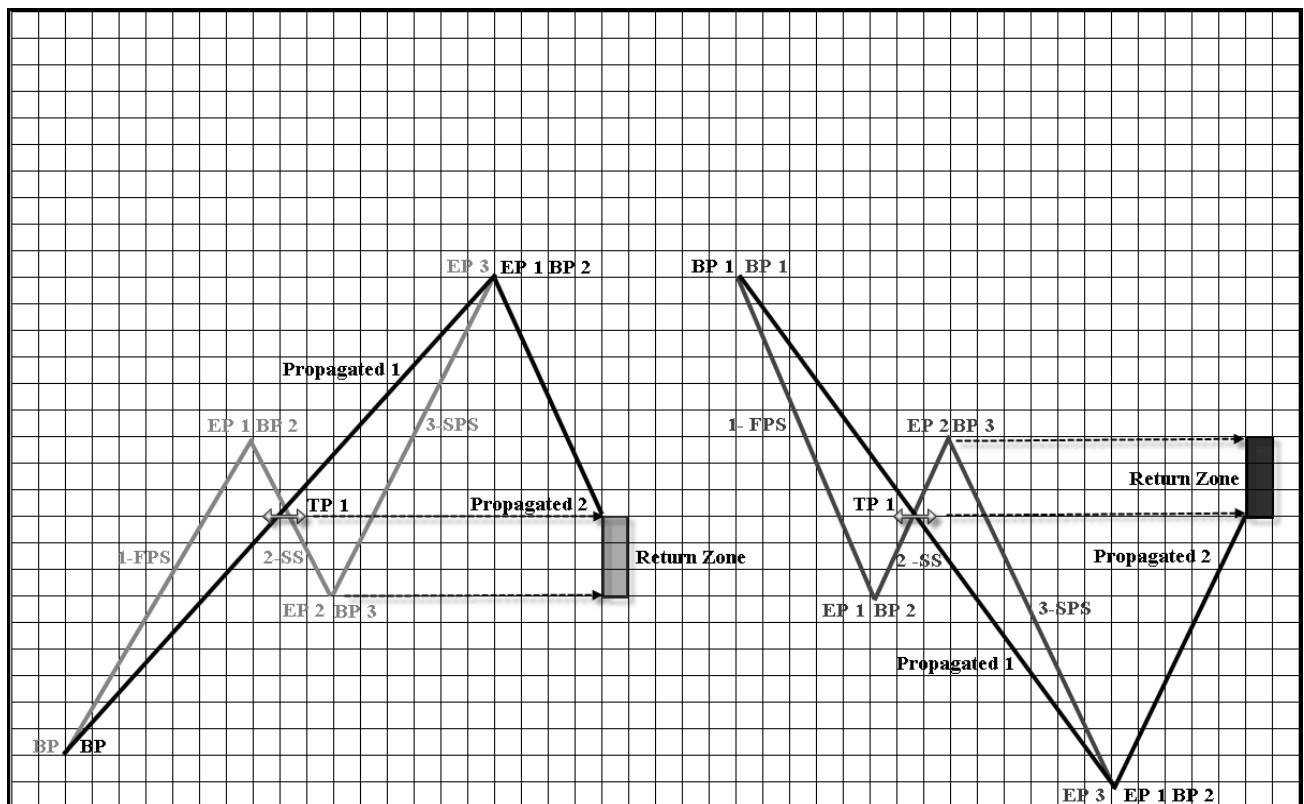 EP 3 EP 1 BP 2
BP 1 BP 1
Propagated 1
EP 1 BP 2
3-SPS
1- FPS
EP 2 BP 3
TP 1
Propagated 2
TP 1
Return Zone
1-FPS
2-SS
Return Zone
2 -SS
Propagated 2
EP 2 BP 3
EP 1 BP 2
3-SPS
Propagated 1
BP BP
EP 3 EP 1 BP 2